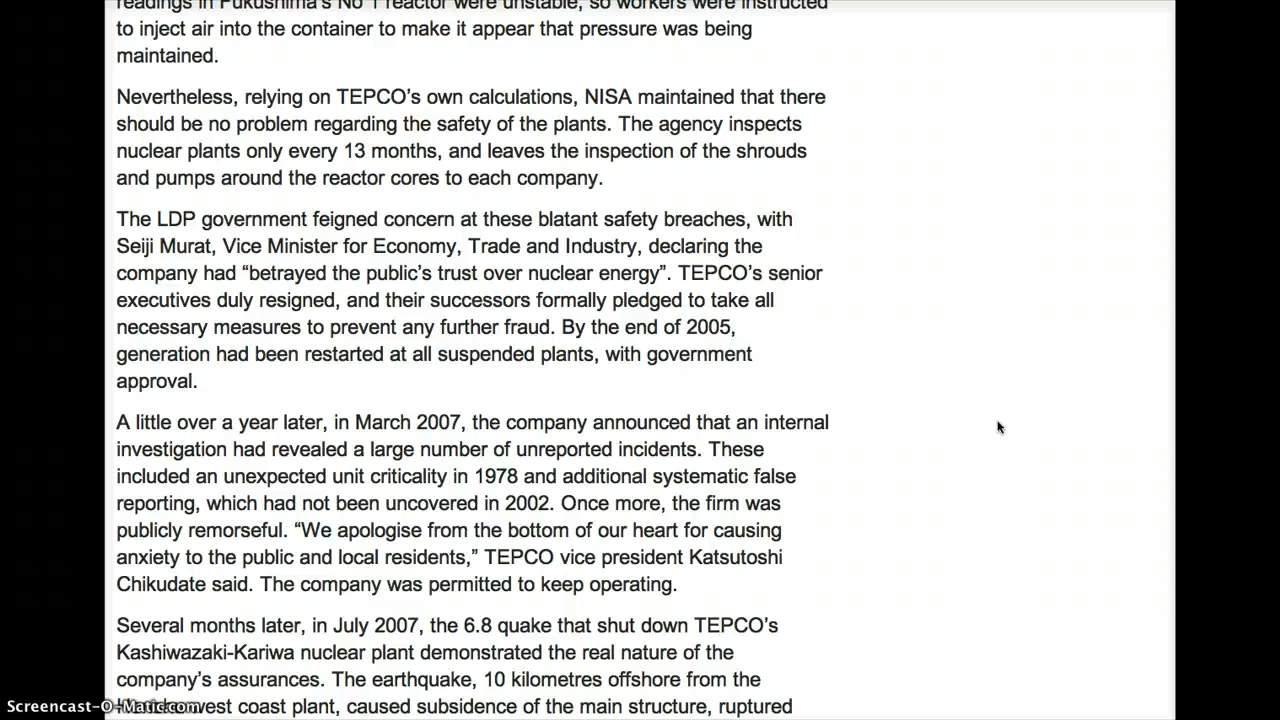 readings in Fukushima's No 1 reactor were unstable, so workers were instructed
to inject air into the container to make it appear that pressure was being
maintained.
Nevertheless, relying on TEPCO's own calculations, NISA maintained that there
should be no problem regarding the safety of the plants. The agency inspects
nuclear plants only every 13 months, and leaves the inspection of the shrouds
and pumps around the reactor cores to each company.
The LDP government feigned concern at these blatant safety breaches, with
Seiji Murat, Vice Minister for Economy, Trade and Industry, declaring the
company had “betrayed the public’s trust over nuclear energy”. TEPCO’s senior
executives duly resigned, and their successors formally pledged to take all
necessary measures to prevent any further fraud. By the end of 2005,
generation had been restarted at all suspended plants, with government
approval.
A little over a year later, in March 2007, the company announced that an internal
investigation had revealed a large number of unreported incidents. These
included an unexpected unit criticality in 1978 and additional systematic false
reporting, which had not been uncovered in 2002. Once more, the firm was
publicly remorseful. “We apologise from the bottom of our heart for causing
anxiety to the public and local residents,” TEPCO vice president Katsutoshi
Chikudate said. The company was permitted to keep operating.
Several months later, in July 2007, the 6.8 quake that shut down TEPCO’s
Kashiwazaki-Kariwa nuclear plant demonstrated the real nature of the
company’s assurances. The earthquake, 10 kilometres offshore from the
west coast plant, caused subsidence of the main structure, ruptured
Screencast-O-Matic.com